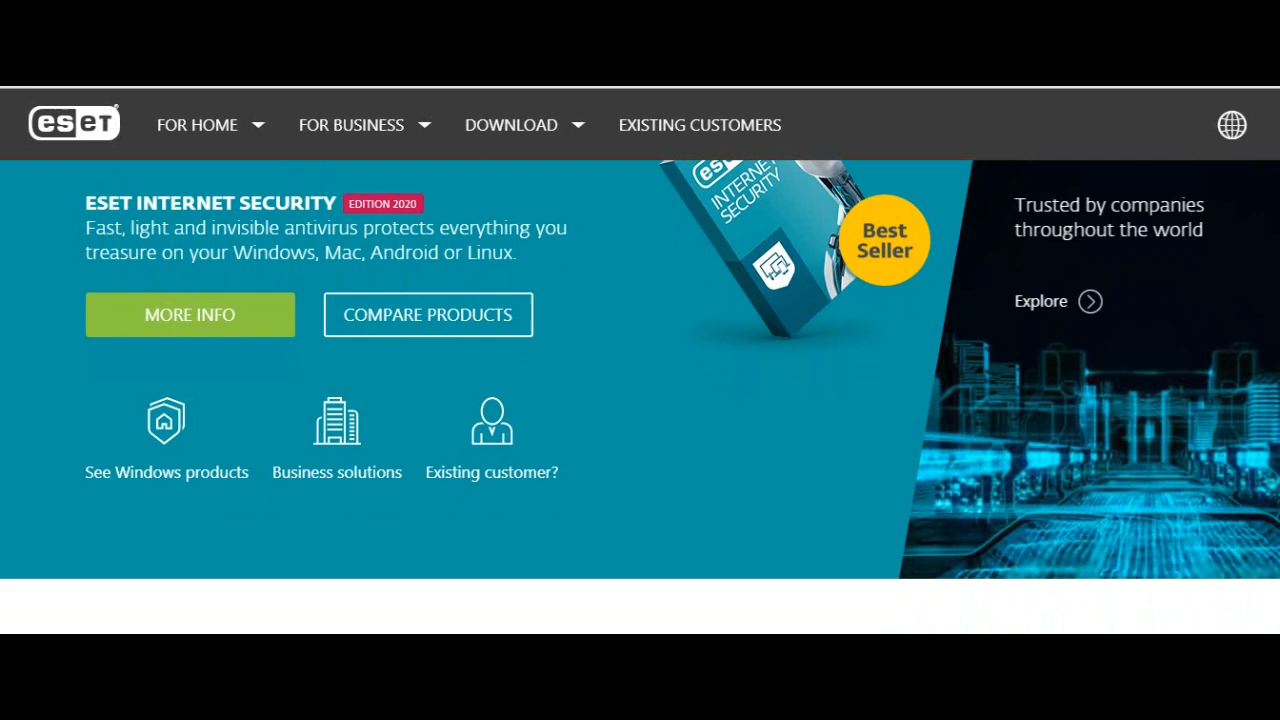 eset
FOR HOME
FOR BUSINESS
DOWNLOAD
EXISTING CUSTOMERS
ESET INTERNET SECURITY EDITION 2020
Fast, light and invisible antivirus protects everything you
treasure on your Windows, Mac, Android or Linux.
MORE INFO
COMPARE PRODUCTS
See Windows products
Business solutions
Existing customer?
INTERNET
SECURITY
Best
Seller
Trusted by companies
throughout the world
Explore